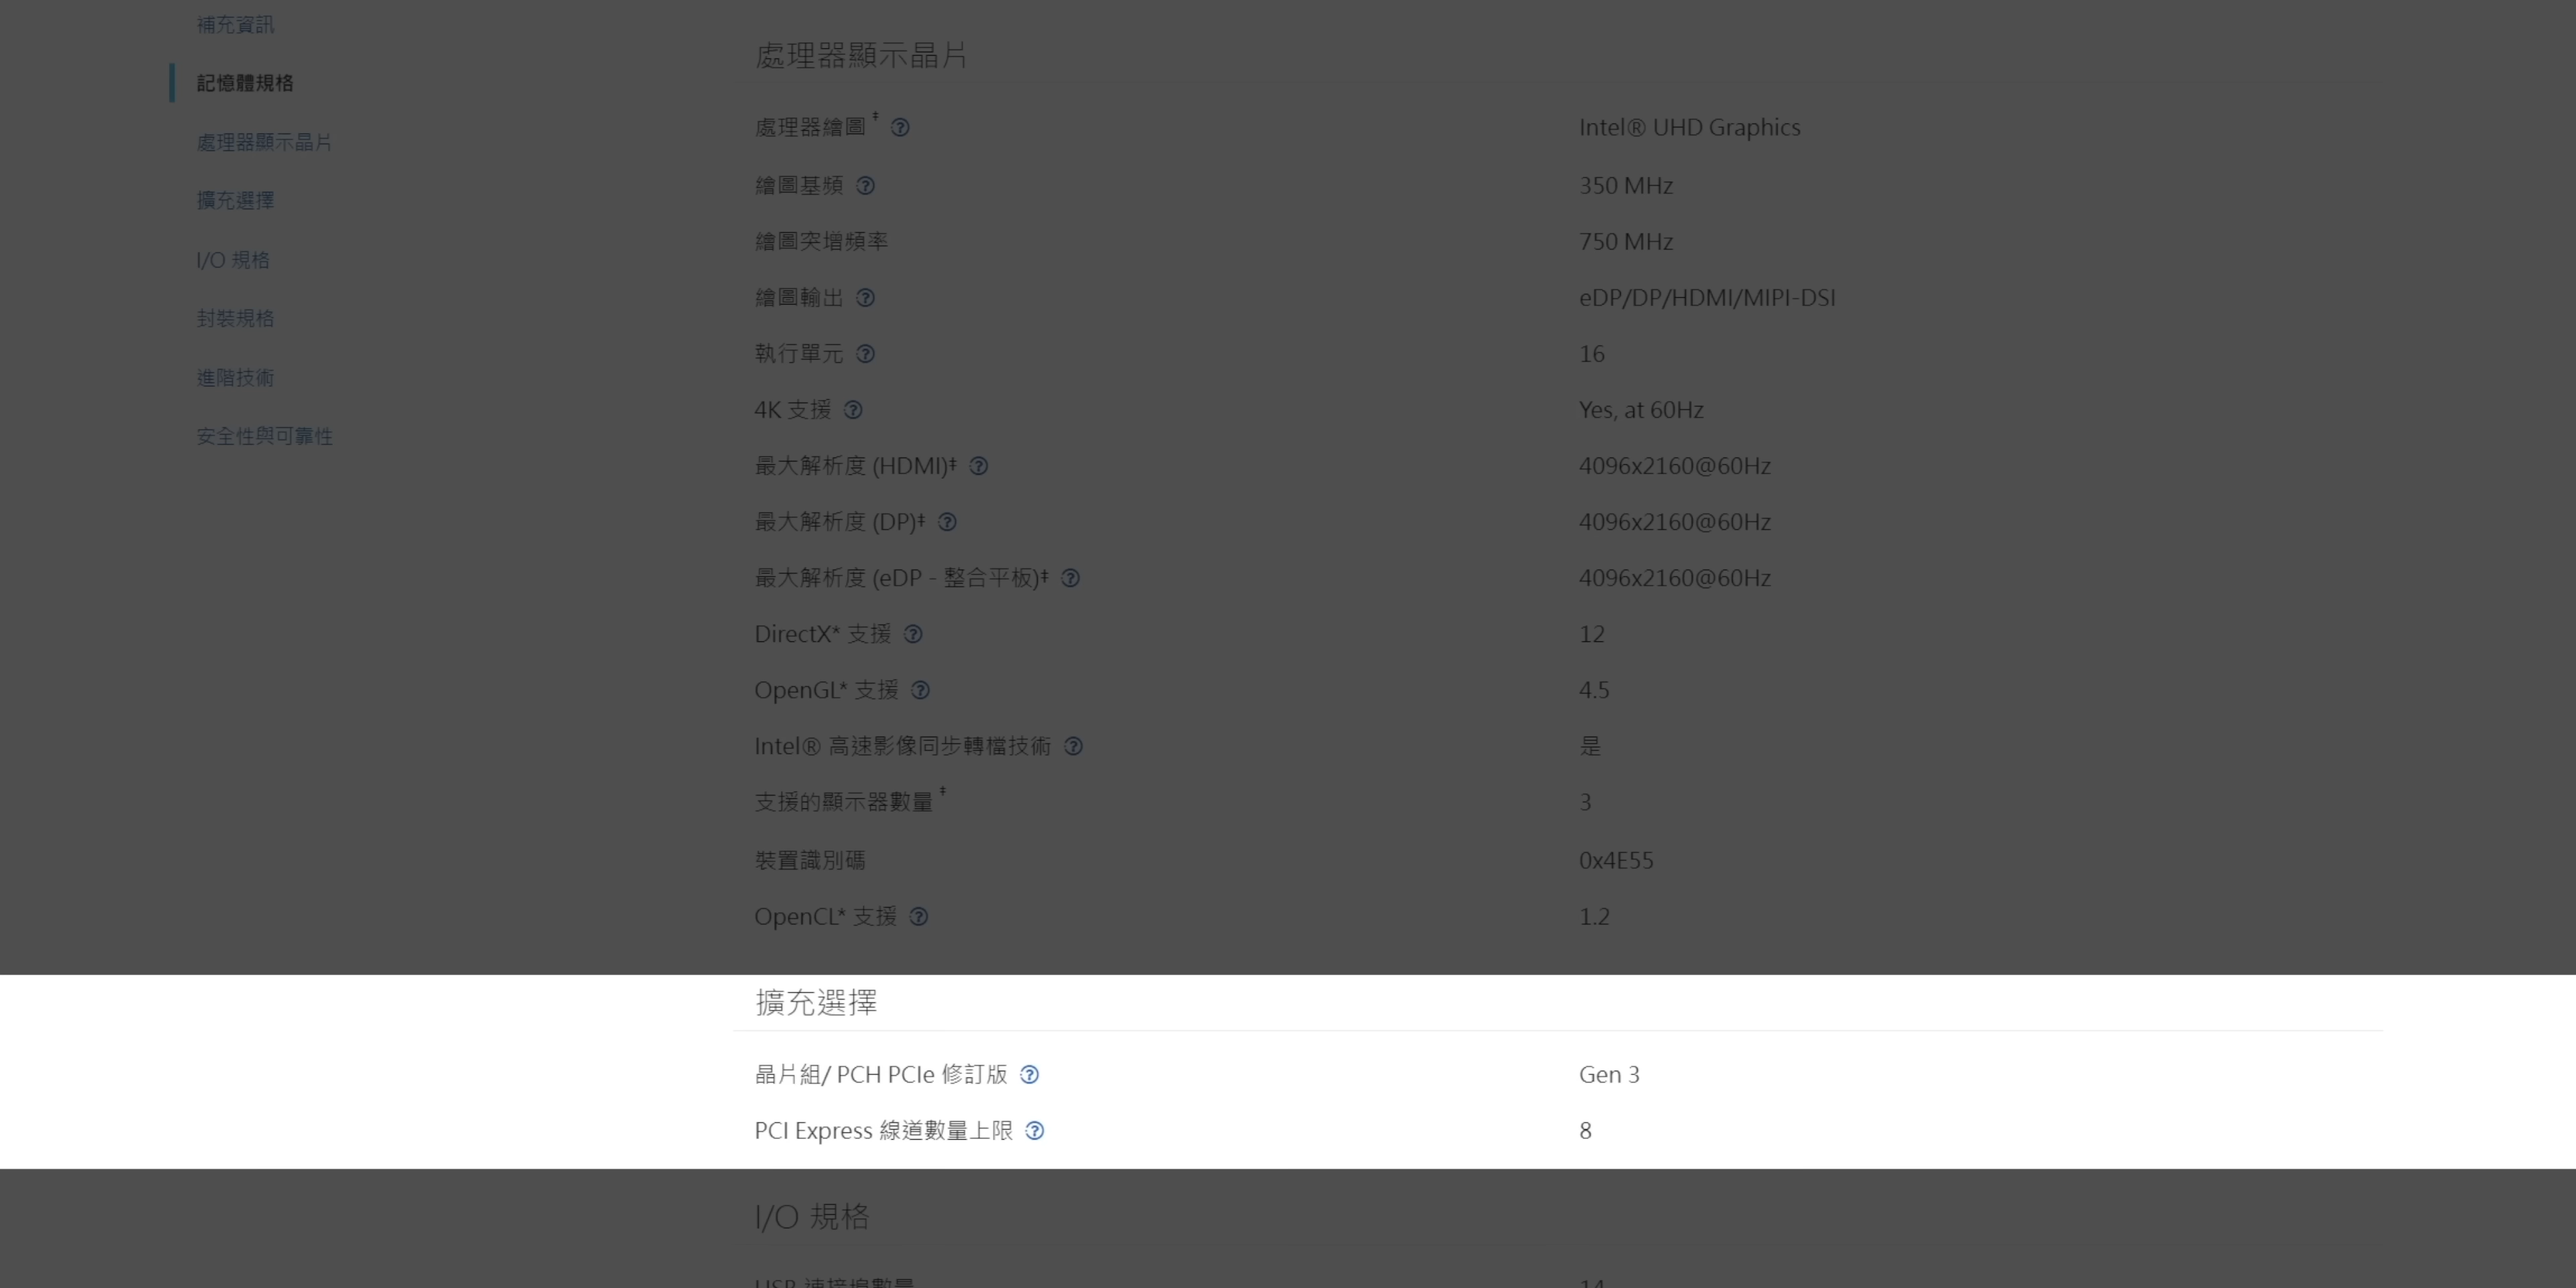 補充資訊
記憶體規格
處理器顯示晶片
擴充選擇
I/O 規格
封裝規格
進階技術
安全性與可靠性
處理器顯示晶片
處理器繪圖 ‡ Intel® UHD Graphics
繪圖基頻 350 MHz
繪圖突增頻率 750 MHz
繪圖輸出 eDP/DP/HDMI/MIPI-DSI
執行單元 16
4K 支援 Yes, at 60Hz
最大解析度 (HDMI)‡ 4096x2160@60Hz
最大解析度 (DP)‡ 4096x2160@60Hz
最大解析度 (eDP - 整合平板)‡ 4096x2160@60Hz
DirectX* 支援 12
OpenGL* 支援 4.5
Intel® 高速影像同步轉檔技術 是
支援的顯示器數量 ‡ 3
裝置識別碼 0x4E55
OpenCL* 支援 1.2
擴充選擇
晶片組/ PCH PCIe 修訂版 Gen 3
PCI Express 線道數量上限 8
I/O 規格
USB 連接埠數量 14